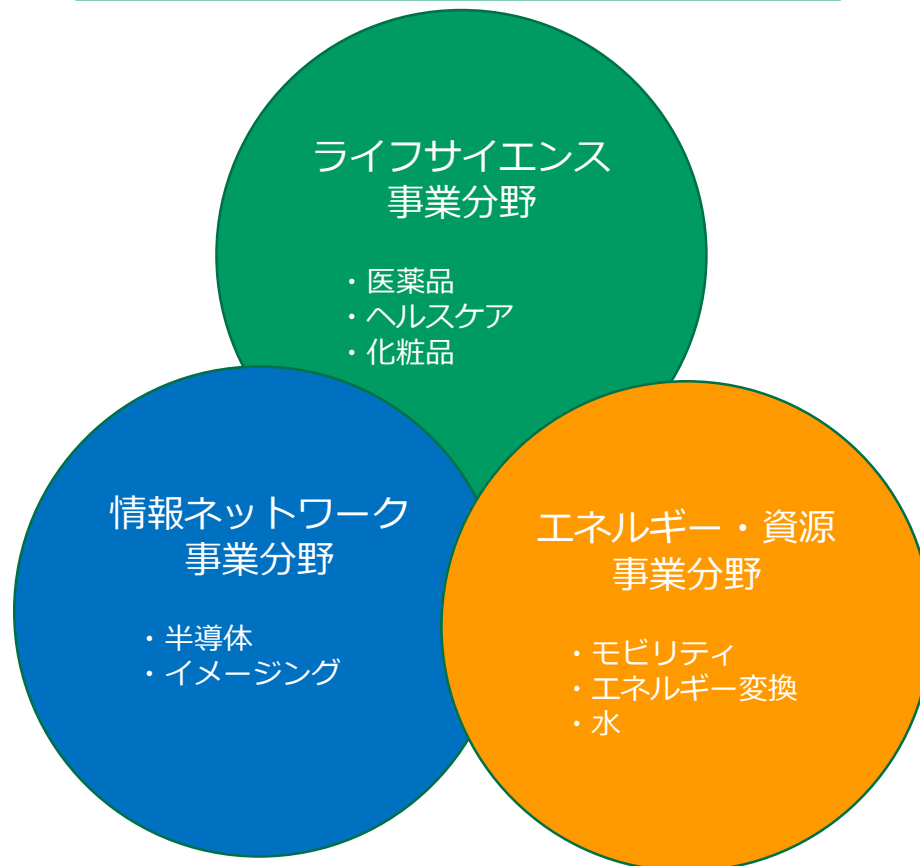 ライフサイエンス
事業分野
・医薬品
・ヘルスケア
・化粧品
情報ネットワーク
事業分野
・半導体
・イメージング
エネルギー・資源
事業分野
・モビリティ
・エネルギー変換
・水